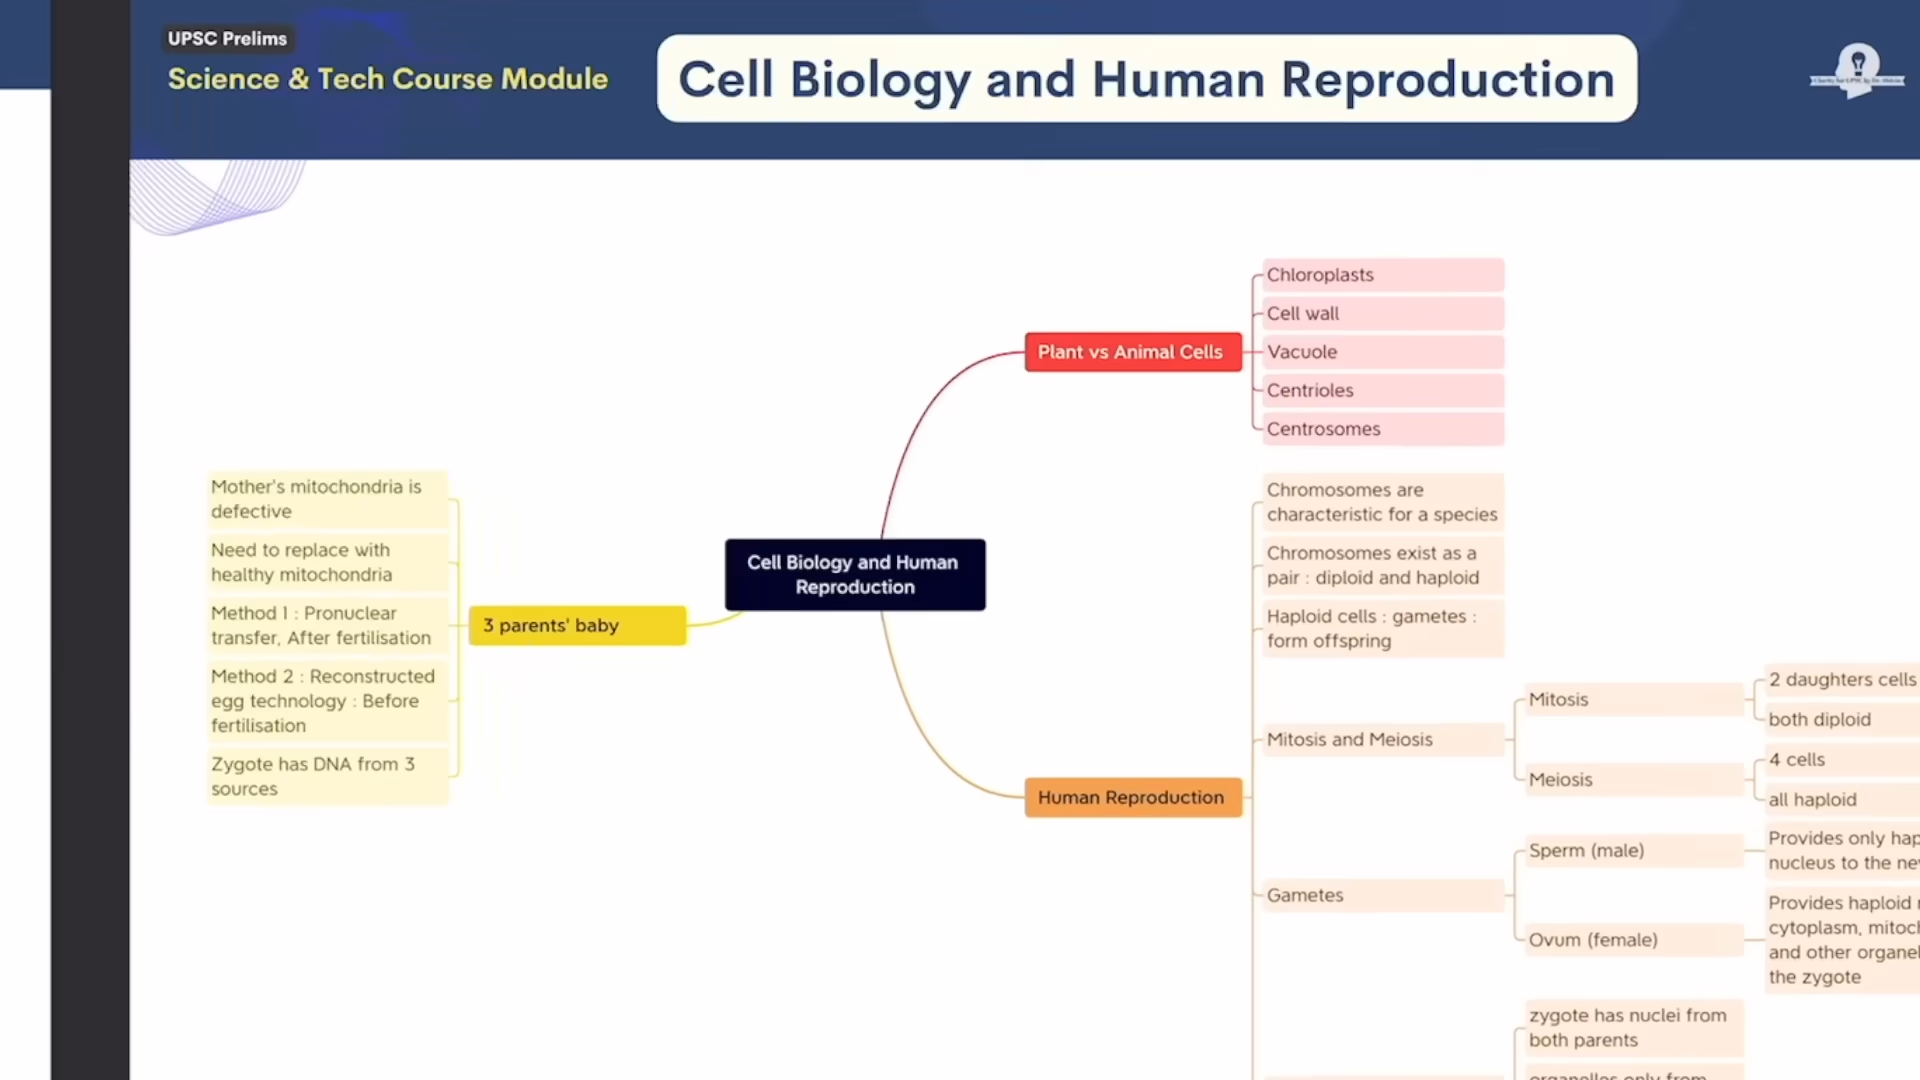 UPSC Prelims
Science & Tech Course Module
Cell Biology and Human Reproduction
Chloroplasts
Cell wall
Plant vs Animal Cells
Vacuole
Centrioles
Centrosomes
Mother's mitochondria is
defective
Need to replace with
healthy mitochondria
Method 1 : Pronuclear
transfer, After fertilisation
Method 2 : Reconstructed
egg technology : Before
fertilisation
Zygote has DNA from 3
sources
3 parents' baby
Cell Biology and Human
Reproduction
Human Reproduction
Chromosomes are
characteristic for a species
Chromosomes exist as a
pair : diploid and haploid
Haploid cells : gametes :
form offspring
Mitosis and Meiosis
Mitosis
2 daughters cells
both diploid
Meiosis
4 cells
all haploid
Gametes
Sperm (male)
Provides only hap
nucleus to the ne
Ovum (female)
Provides haploid
cytoplasm, mitoc
and other organe
the zygote
zygote has nuclei from
both parents
organelles only from